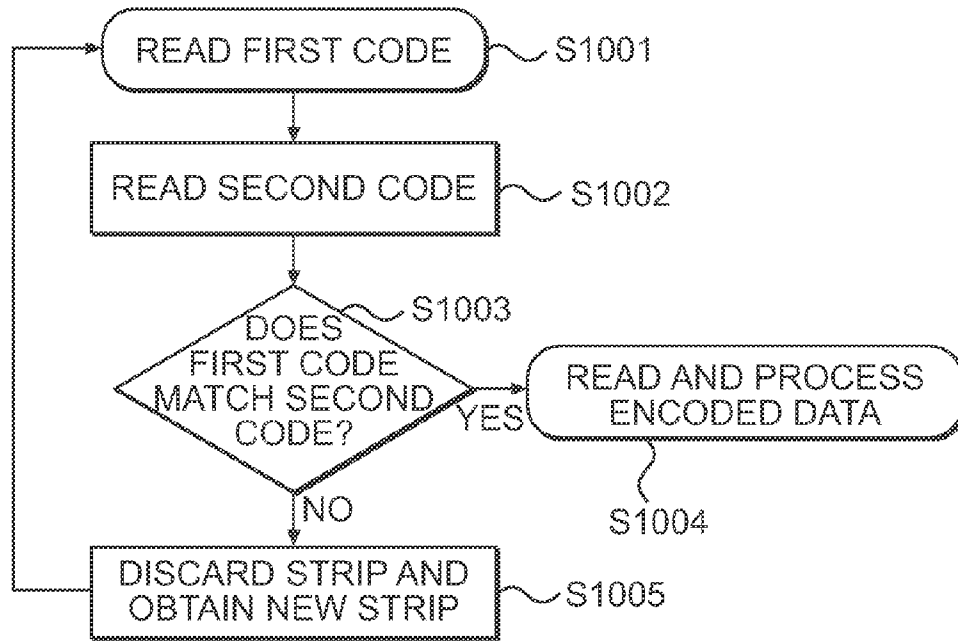 READ FIRST CODE
S1001
READ SECOND CODE
S1002
S1003
DOES
FIRST CODE
MATCH SECOND
CODE?
YES
READ AND PROCESS
ENCODED DATA
S1004
NO
DISCARD STRIP AND
OBTAIN NEW STRIP
S1005